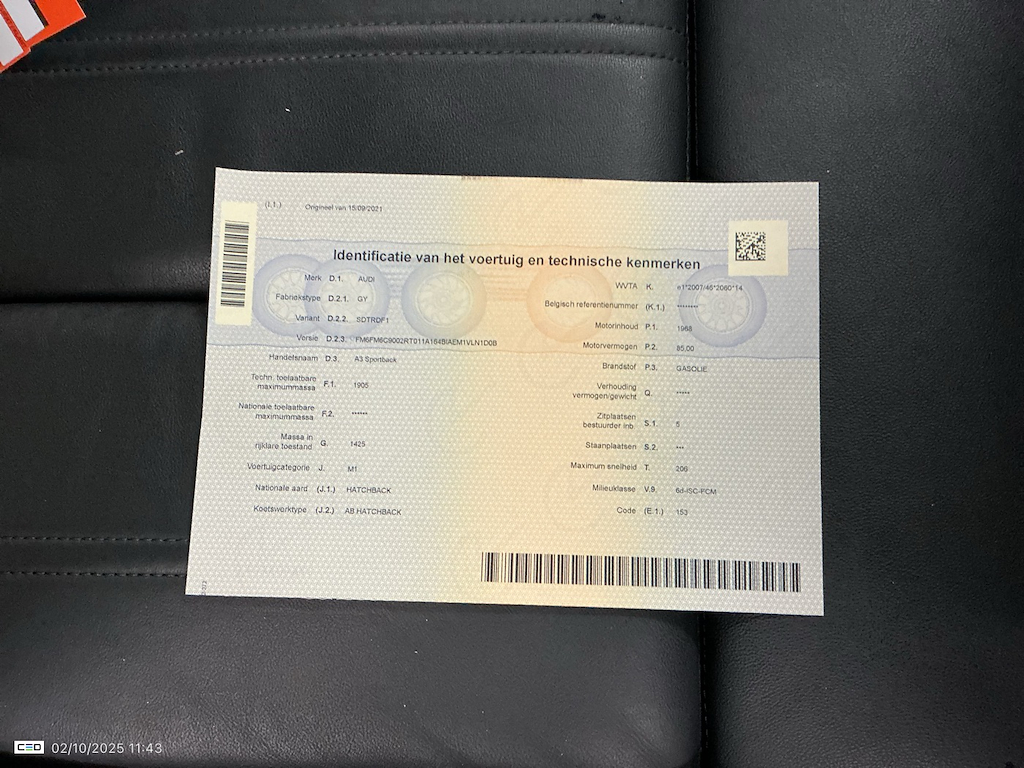 (I.1.) Origineel van 15/09/2021
Identificatie van het voertuig en technische kenmerken
Merk D.1. AUDI
Fabriekstype D.2.1. GY
Variant D.2.2. SDTRDF1
Versie D.2.3. FM6FM6C9002RT011A164BIAEM1VLN1D0B
Handelsnaam D.3. A3 Sportback
Techn. toelaatbare
maximummassa F.1. 1905
Nationale toelaatbare
maximummassa F.2. ******
Massa in
rijklare toestand G. 1425
Voertuigcategorie J. M1
Nationale aard (J.1.) HATCHBACK
Koetswerktype (J.2.) AB HATCHBACK
WVTA K. e1*2007/46*2060*14
Belgisch referentienummer (K.1.) ********
Motorinhoud P.1. 1968
Motorvermogen P.2. 85,00
Brandstof P.3. GASOLIE
Verhouding
vermogen/gewicht Q. *****
Zitplaatsen
bestuurder inb. S.1. 5
Staanplaatsen S.2. ***
Maximum snelheid T. 206
Milieuklasse V.9. 6d-ISC-FCM
Code (E.1.) 153
CEO 02/10/2025 11:43